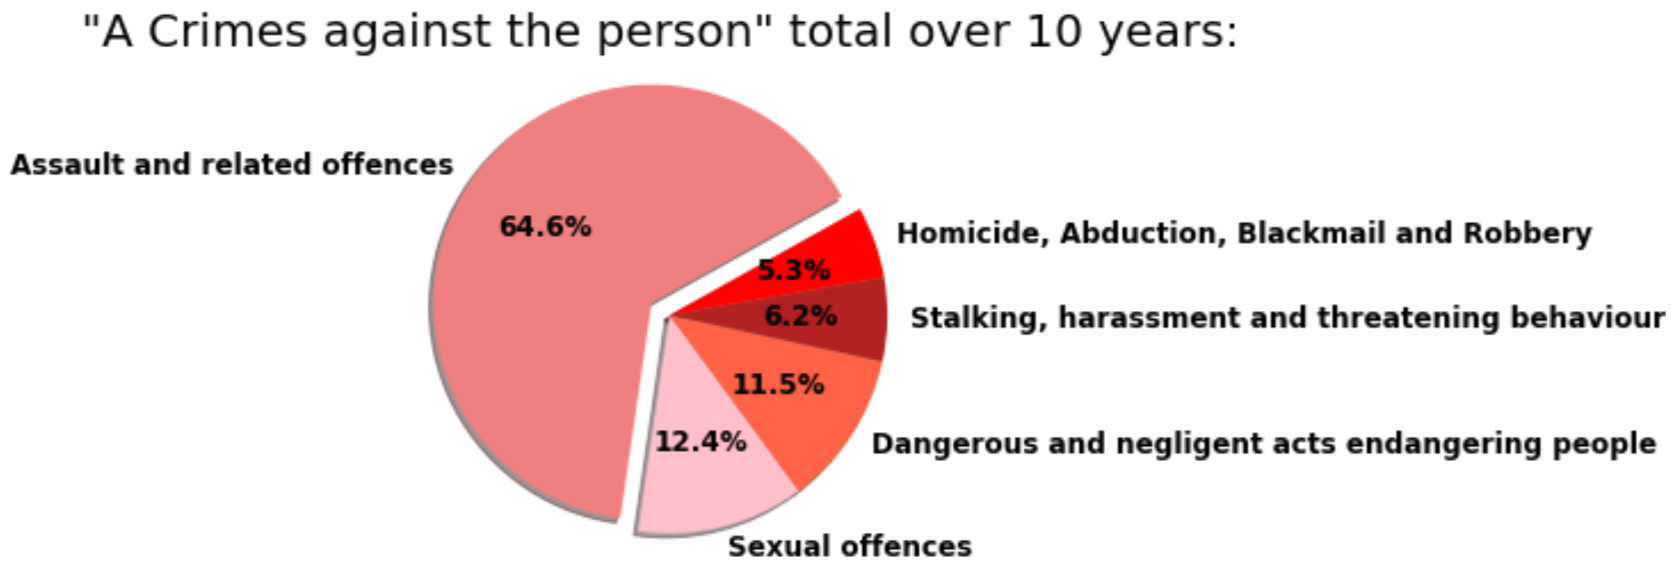 "A Crimes against the person" total over 10 years:
Assault and related offences
64.6%
Homicide, Abduction, Blackmail and Robbery
5.3%
Stalking, harassment and threatening behaviour
6.2%
11.5%
Dangerous and negligent acts endangering people
12.4%
Sexual offences